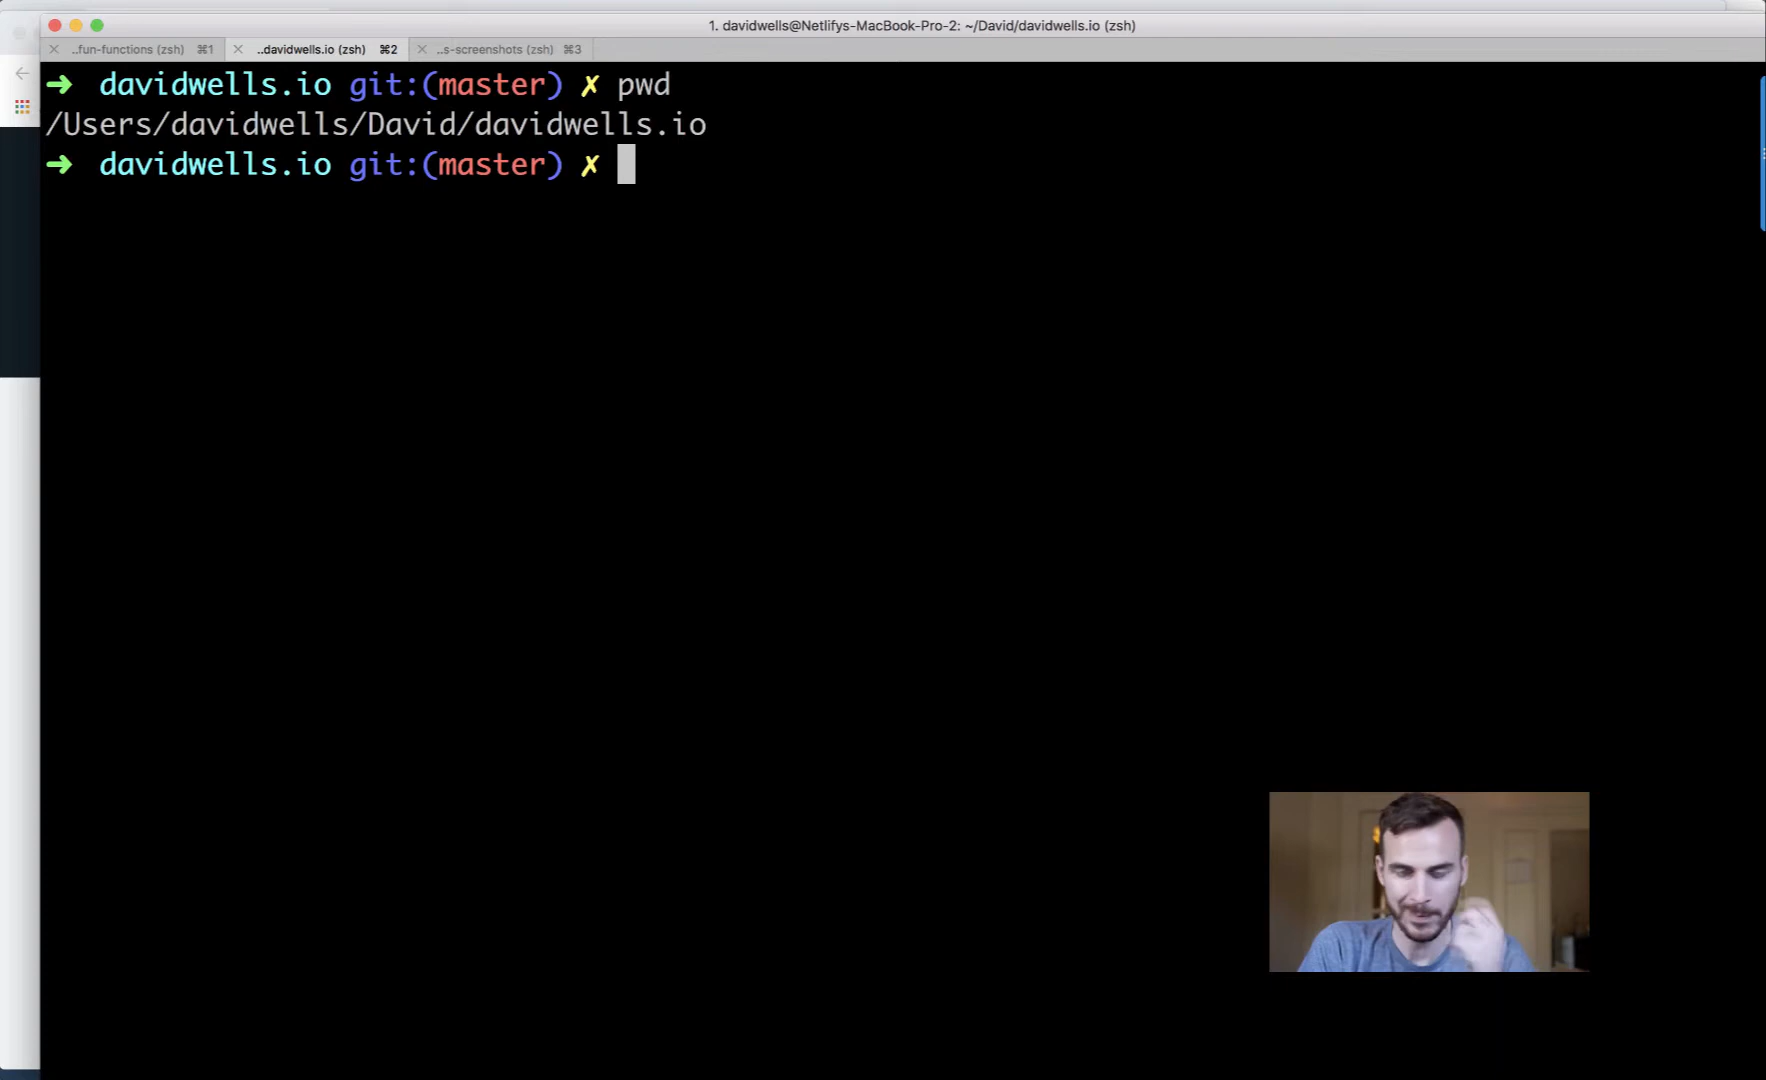 1. davidwells@Netlifys-MacBook-Pro-2: ~/David/davidwells.io (zsh)
..fun-functions (zsh) ⌘1 ..davidwells.io (zsh) ⌘2 ..s-screenshots (zsh) ⌘3
➜ davidwells.io git:(master) ✗ pwd
/Users/davidwells/David/davidwells.io
➜ davidwells.io git:(master) ✗